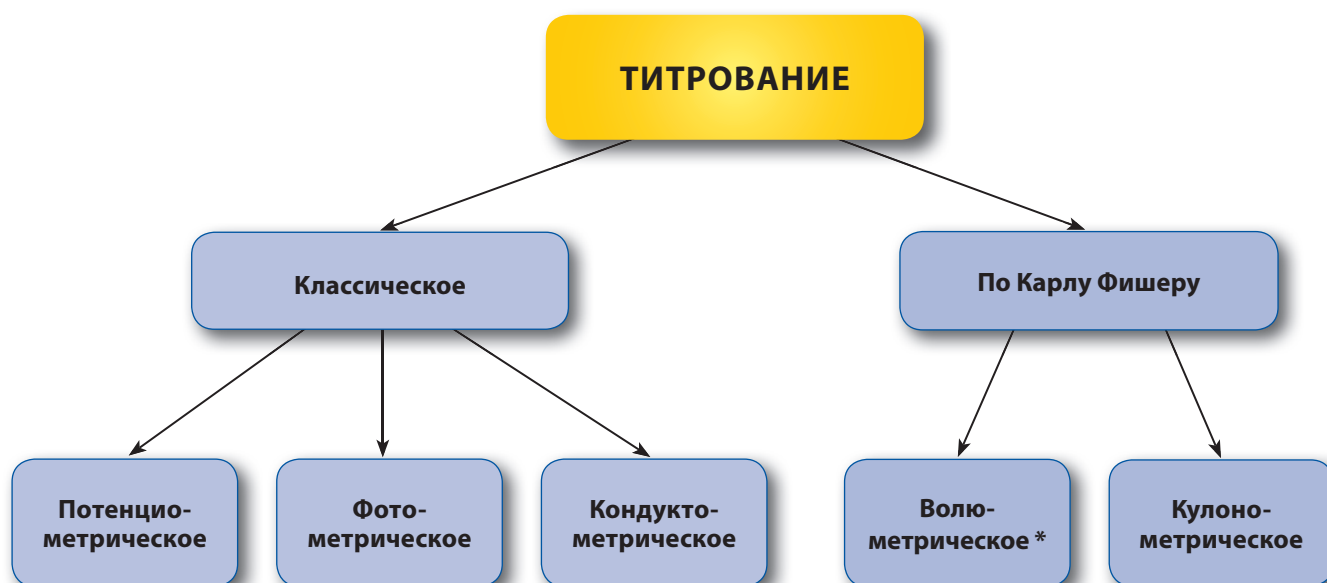 ТИТРОВАНИЕ
Классическое
По Карлу Фишеру
Потенцио-
метрическое
Фото-
метрическое
Кондукто-
метрическое
Волю-
метрическое *
Кулоно-
метрическое